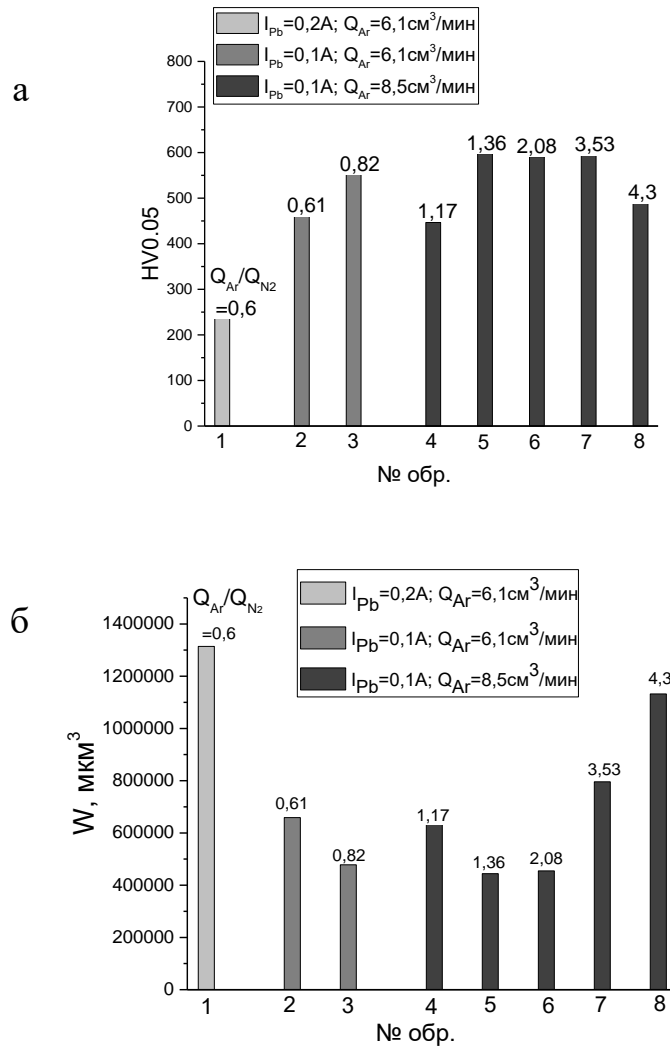 а
I_Pb=0,2A; Q_Ar=6,1см³/мин
I_Pb=0,1A; Q_Ar=6,1см³/мин
I_Pb=0,1A; Q_Ar=8,5см³/мин
HV0.05
800
700
600
500
400
300
200
100
0
Q_Ar/Q_N2
=0,6
0,61
0,82
1,17
1,36
2,08
3,53
4,3
1 2 3 4 5 6 7 8
№ обр.
б
I_Pb=0,2A; Q_Ar=6,1см³/мин
I_Pb=0,1A; Q_Ar=6,1см³/мин
I_Pb=0,1A; Q_Ar=8,5см³/мин
W, мкм³
1400000
1200000
1000000
800000
600000
400000
200000
0
Q_Ar/Q_N2
=0,6
0,61
0,82
1,17
1,36
2,08
3,53
4,3
1 2 3 4 5 6 7 8
№ обр.